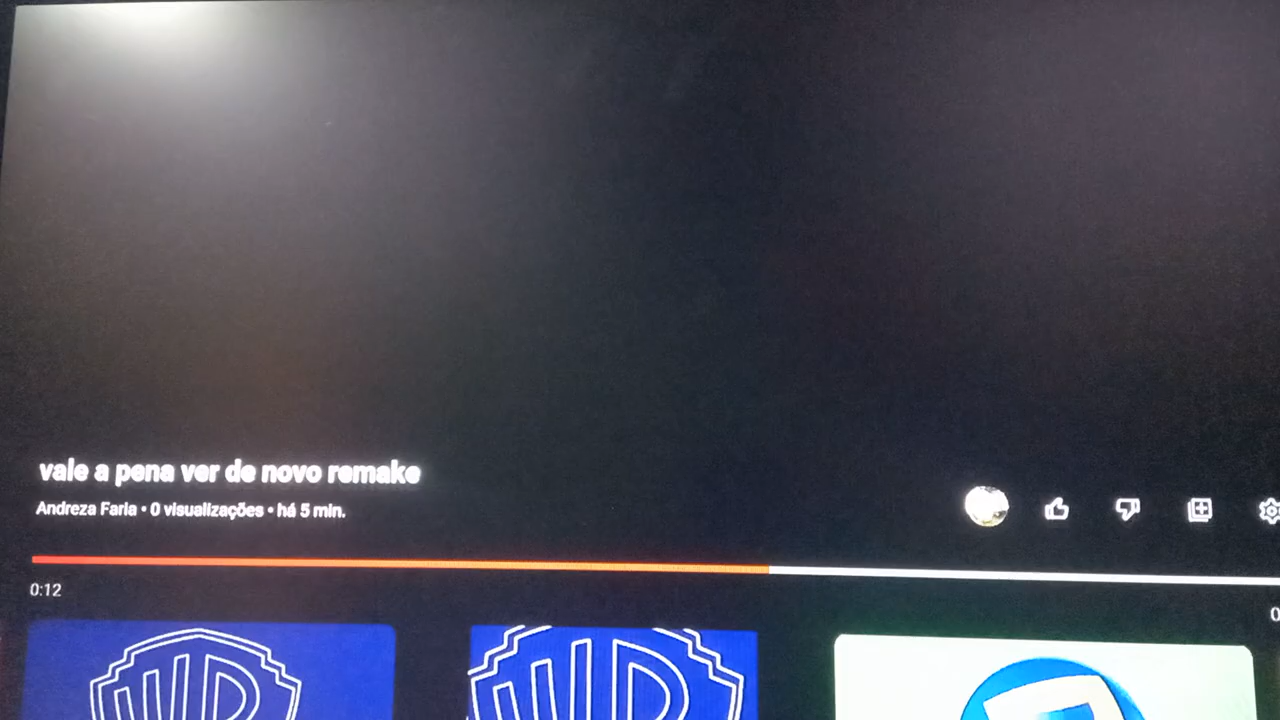 vale a pena ver de novo remake
Andreza Faria • 0 visualizações • há 5 min.
0:12